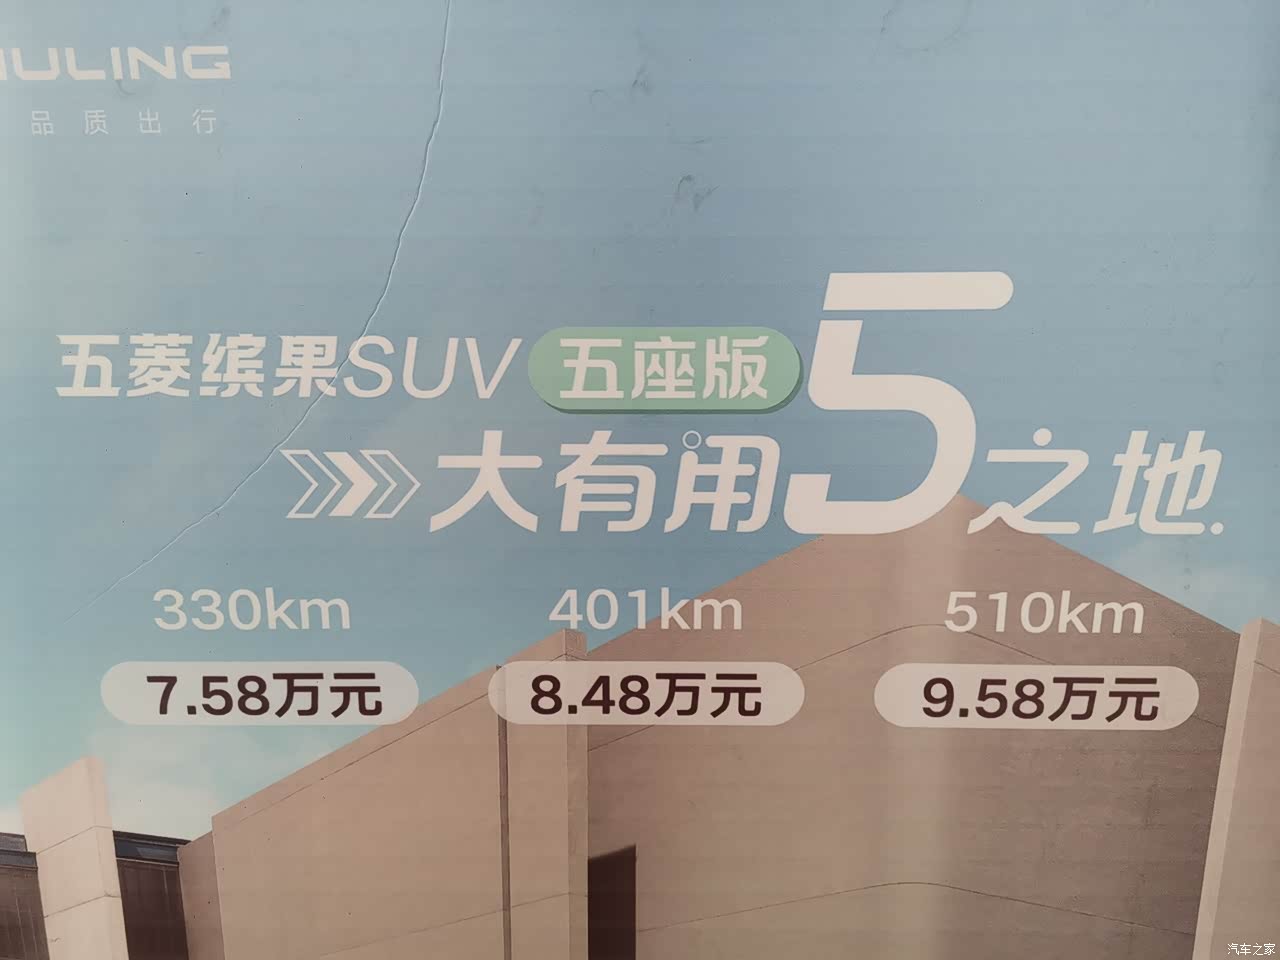 ULING
品质出行
五菱缤果SUV 五座版
大有用5之地.
330km 401km 510km
7.58万元 8.48万元 9.58万元
汽车之家